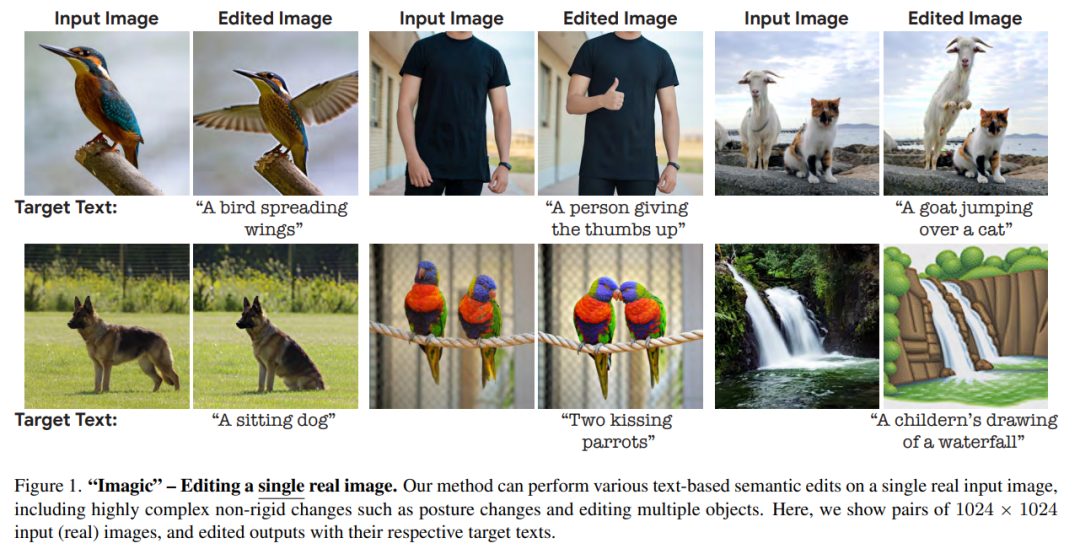 Input Image Edited Image Input Image Edited Image Input Image Edited Image
Target Text: “A bird spreading “A person giving “A goat jumping
wings” the thumbs up” over a cat”
Target Text: “A sitting dog” “Two kissing “A childern’s drawing
parrots” of a waterfall”
Figure 1. “Imagic” – Editing a single real image. Our method can perform various text-based semantic edits on a single real input image,
including highly complex non-rigid changes such as posture changes and editing multiple objects. Here, we show pairs of 1024 × 1024
input (real) images, and edited outputs with their respective target texts.